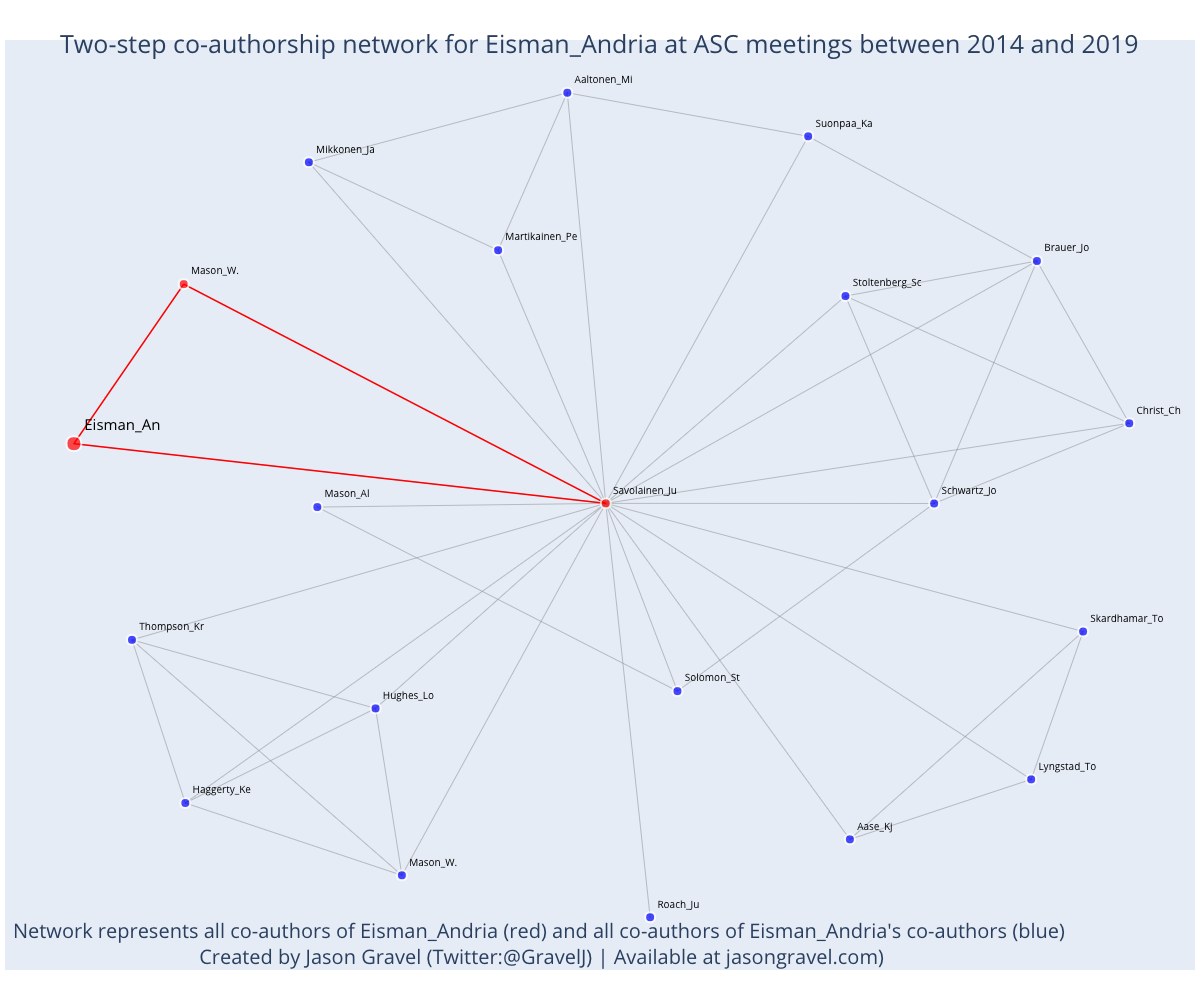 Two-step co-authorship network for Eisman_Andria at ASC meetings between 2014 and 2019
Aaltonen_Mi
Suonpaa_Ka
Mikkonen_Ja
Martikainen_Pe
Brauer_Jo
Mason_W.
Stoltenberg_Sc
Christ_Ch
Eisman_An
Mason_Al
Savolainen_Ju
Schwartz_Jo
Thompson_Kr
Skardhamar_To
Solomon_St
Hughes_Lo
Lyngstad_To
Haggerty_Ke
Aase_Kj
Mason_W.
Roach_Ju
Network represents all co-authors of Eisman_Andria (red) and all co-authors of Eisman_Andria's co-authors (blue)
Created by Jason Gravel (Twitter:@GravelJ) | Available at jasongravel.com)